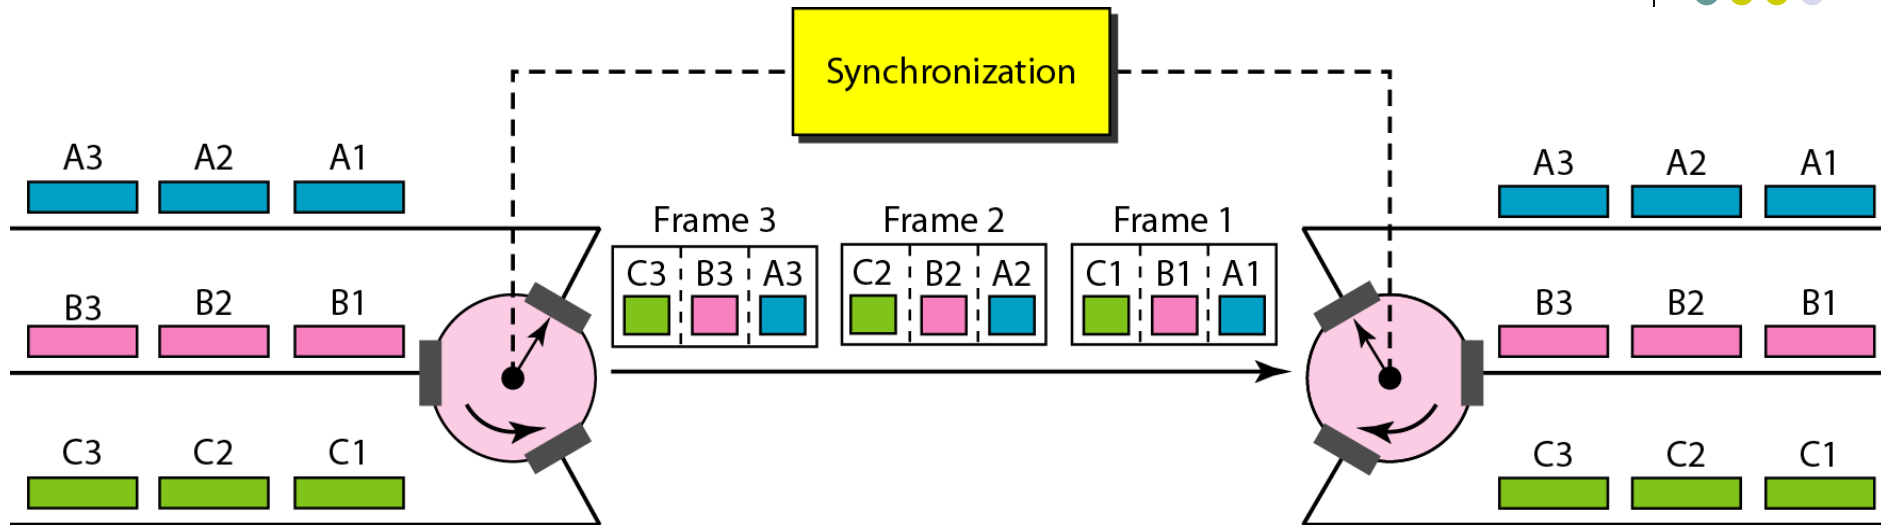 Synchronization
A3 A2 A1
A3 A2 A1
Frame 3 Frame 2 Frame 1
C3 B3 A3 C2 B2 A2 C1 B1 A1
B3 B2 B1
B3 B2 B1
C3 C2 C1
C3 C2 C1